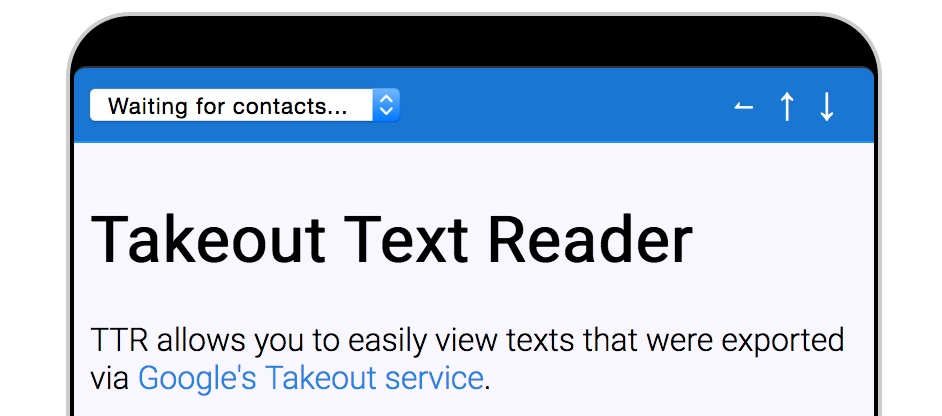 Waiting for contacts...
↼ ↑ ↓
Takeout Text Reader
TTR allows you to easily view texts that were exported
via Google's Takeout service.